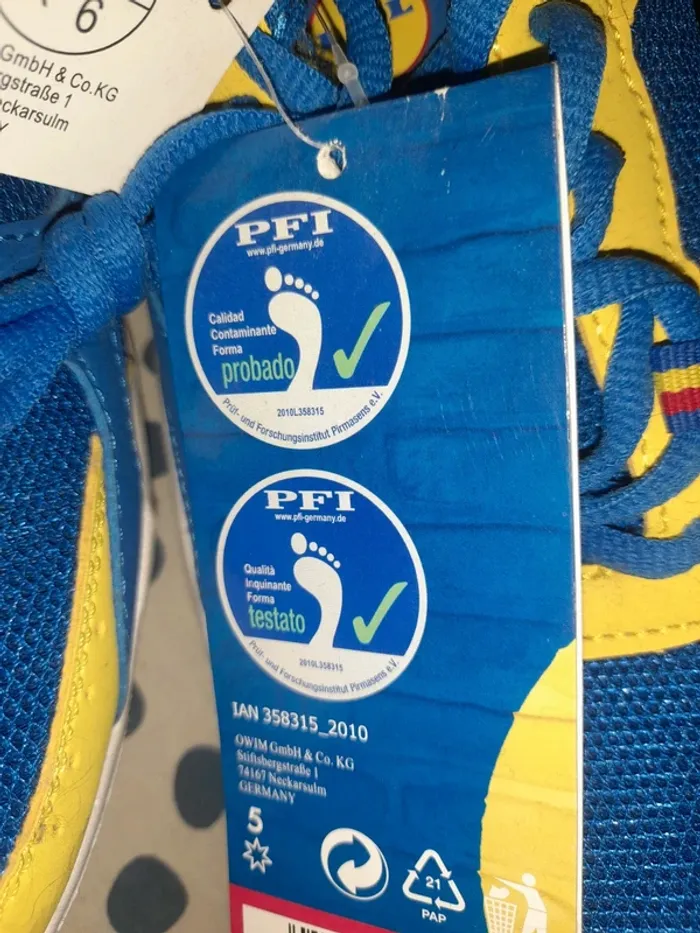 6
GmbH & Co.KG
rgstraße 1
eckarsulm
Y
L
PFI
www.pfi-germany.de
Calidad
Contaminante
Forma
probado
2010L358315
Prüf- und Forschungsinstitut Pirmasens e.V.
PFI
www.pfi-germany.de
Qualità
Inquinante
Forma
testato
2010L358315
Prüf- und Forschungsinstitut Pirmasens e.V.
IAN 358315_2010
OWIM GmbH & Co. KG
Stiftsbergstraße 1
74167 Neckarsulm
GERMANY
5
21
PAP